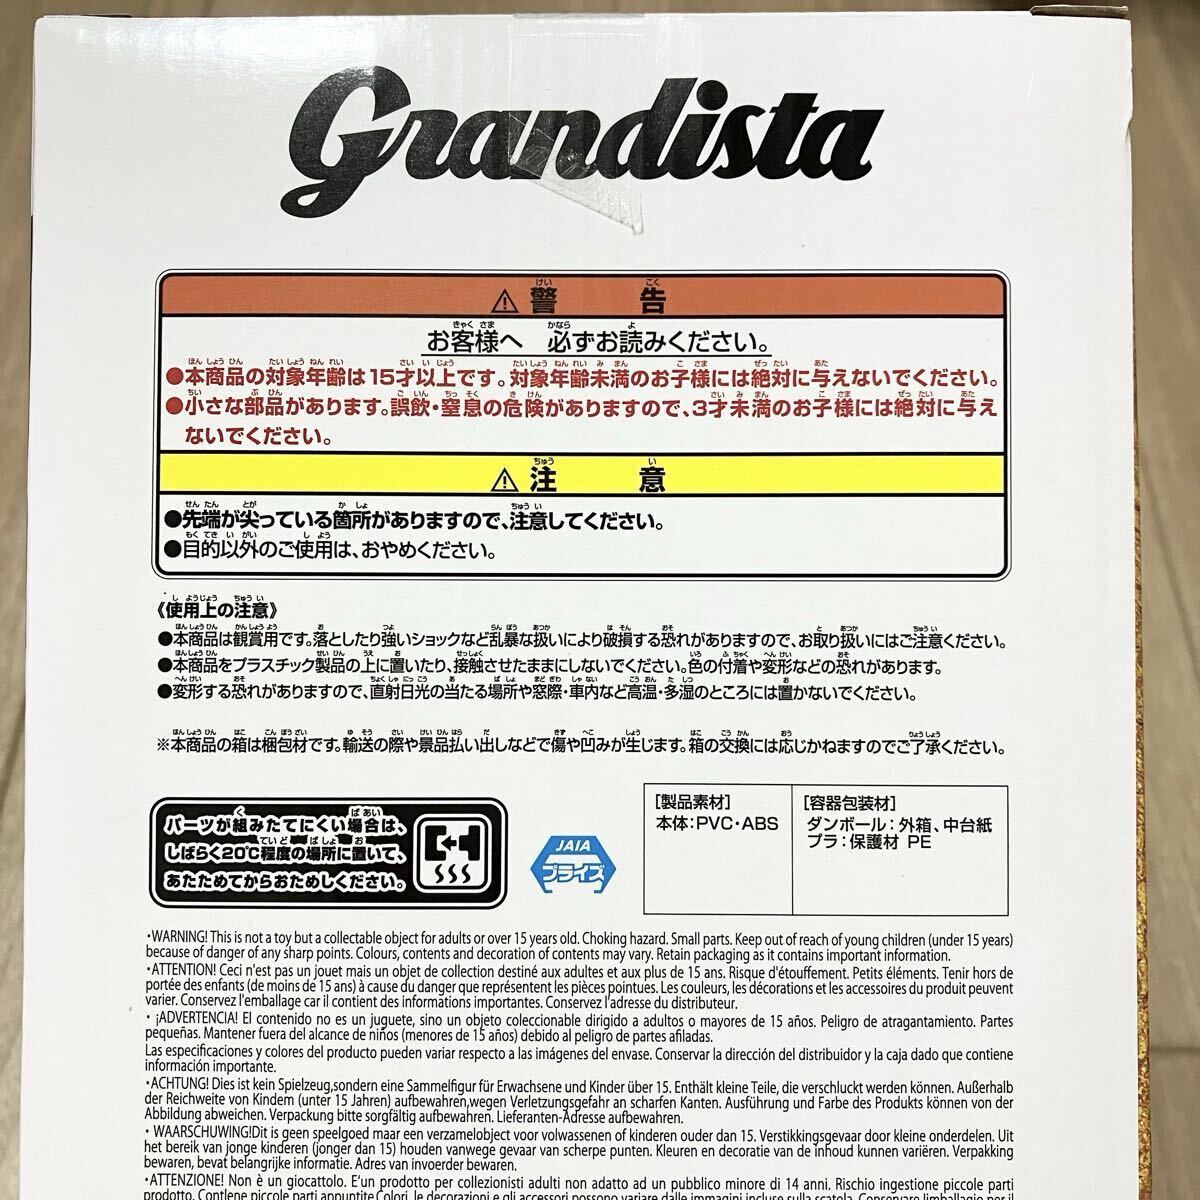 Grandista
⚠警告
お客様へ 必ずお読みください。
●本商品の対象年齢は15才以上です。対象年齢未満のお子様には絶対に与えないでください。
●小さな部品があります。誤飲・窒息の危険がありますので、3才未満のお子様には絶対に与え
ないでください。
⚠注意
●先端が尖っている箇所がありますので、注意してください。
●目的以外のご使用は、おやめください。
《使用上の注意》
●本商品は観賞用です。落としたり強いショックなど乱暴な扱いにより破損する恐れがありますので、お取り扱いにはご注意ください。
●本商品をプラスチック製品の上に置いたり、接触させたままにしないでください。色の付着や変形などの恐れがあります。
●変形する恐れがありますので、直射日光の当たる場所や窓際・車内など高温・多湿のところには置かないでください。
※本商品の箱は梱包材です。輸送の際や景品払い出しなどで傷や凹みが生じます。箱の交換には応じかねますのでご了承ください。
パーツが組みたてにくい場合は、
しばらく20℃程度の場所に置いて、
あたためてからおためしください。
JAIA
プライズ
[製品素材]
本体:PVC・ABS
[容器包装材]
ダンボール:外箱、中台紙
プラ:保護材 PE
・WARNING! This is not a toy but a collectable object for adults or over 15 years old. Choking hazard. Small parts. Keep out of reach of young children (under 15 years)
because of danger of any sharp points. Colours, contents and decoration of contents may vary. Retain packaging as it contains important information.
・ATTENTION! Ceci n'est pas un jouet mais un objet de collection destiné aux adultes et aux plus de 15 ans. Risque d'étouffement. Petits éléments. Tenir hors de
portée des enfants (de moins de 15 ans) à cause du danger que représentent les pièces pointues. Les couleurs, les décorations et les accessoires du produit peuvent
varier. Conservez l'emballage car il contient des informations importantes. Conservez l'adresse du distributeur.
・ ¡ADVERTENCIA! El contenido no es un juguete, sino un objeto coleccionable dirigido a adultos o mayores de 15 años. Peligro de atragantamiento. Partes
pequeñas. Mantener fuera del alcance de niños (menores de 15 años) debido al peligro de partes afiladas.
Las especificaciones y colores del producto pueden variar respecto a las imágenes del envase. Conservar la dirección del distribuidor y la caja dado que contiene
información importante.
・ACHTUNG! Dies ist kein Spielzeug,sondern eine Sammelfigur für Erwachsene und Kinder über 15. Enthält kleine Teile, die verschluckt werden können. Außerhalb
der Reichweite von Kindem (unter 15 Jahren) aufbewahren,wegen Verletzungsgefahr an scharfen Kanten. Ausführung und Farbe des Produkts können von der
Abbildung abweichen. Verpackung bitte sorgfältig aufbewahren. Lieferanten-Adresse aufbewahren.
・ WAARSCHUWING!Dit is geen speelgoed maar een verzamelobject voor volwassenen of kinderen ouder dan 15. Verstikkingsgevaar door kleine onderdelen. Uit
het bereik van jonge kinderen (jonger dan 15) houden vanwege gevaar van scherpe punten. Kleuren en decoratie van de inhoud kunnen variëren. Verpakking
bewaren, bevat belangrijke informatie. Adres van invoerder bewaren.
・ATTENZIONE! Non è un giocattolo. E'un prodotto per collezionisti adulti non adatto ad un pubblico minore di 14 anni. Rischio ingestione piccole parti
prodotto. Contiene piccole parti appuntite.Colori, le decorazioni e gli accessori possono variare dalle immagini incluse sulla scatola. Conservare l'imballaggio per il